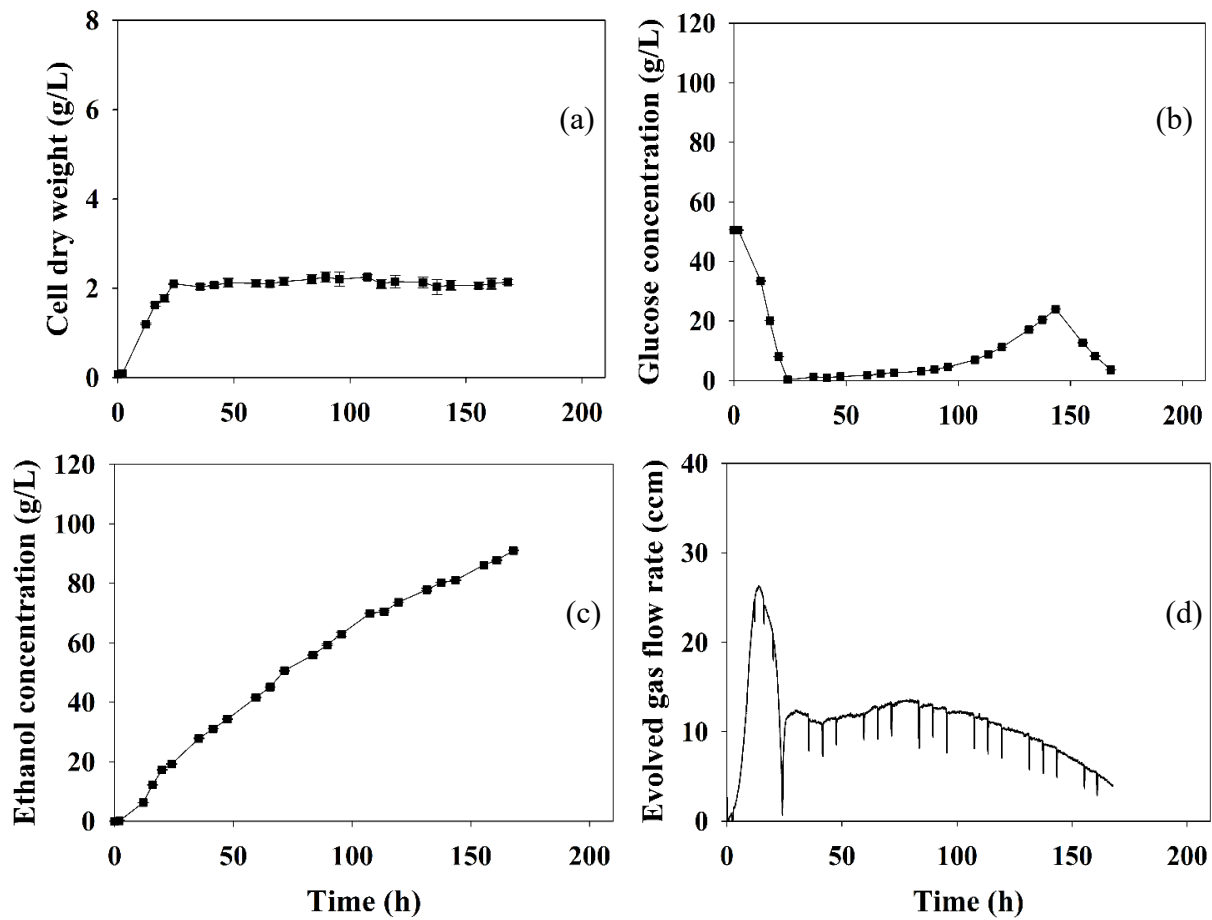 Cell dry weight (g/L)
8
6
4
2
0
0 50 100 150 200
(a)
Glucose concentration (g/L)
120
100
80
60
40
20
0
0 50 100 150 200
(b)
Ethanol concentration (g/L)
120
100
80
60
40
20
0
0 50 100 150 200
Time (h)
(c)
Evolved gas flow rate (ccm)
40
30
20
10
0
0 50 100 150 200
Time (h)
(d)